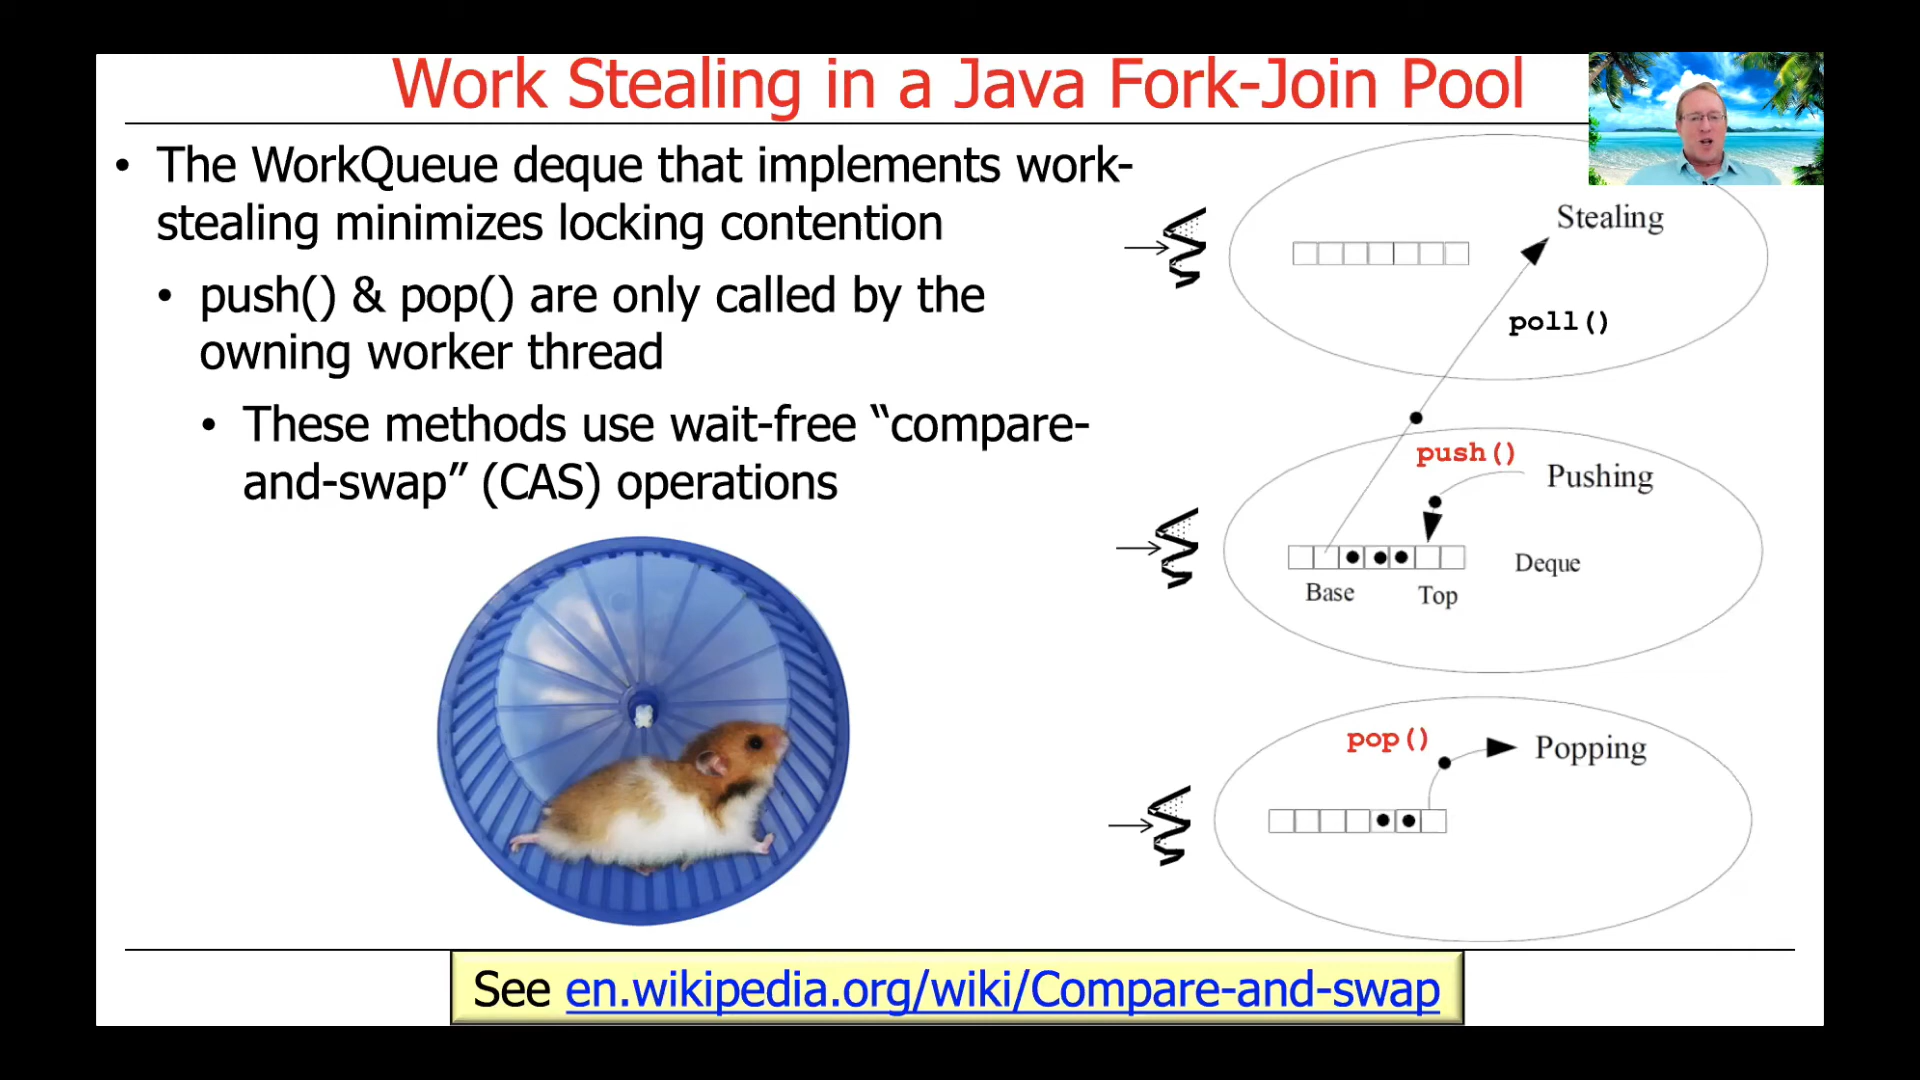 Work Stealing in a Java Fork-Join Pool
• The WorkQueue deque that implements work-
stealing minimizes locking contention
• push() & pop() are only called by the
owning worker thread
• These methods use wait-free “compare-
and-swap” (CAS) operations
Stealing
poll()
push()
Pushing
Deque
Base
Top
pop()
Popping
See en.wikipedia.org/wiki/Compare-and-swap